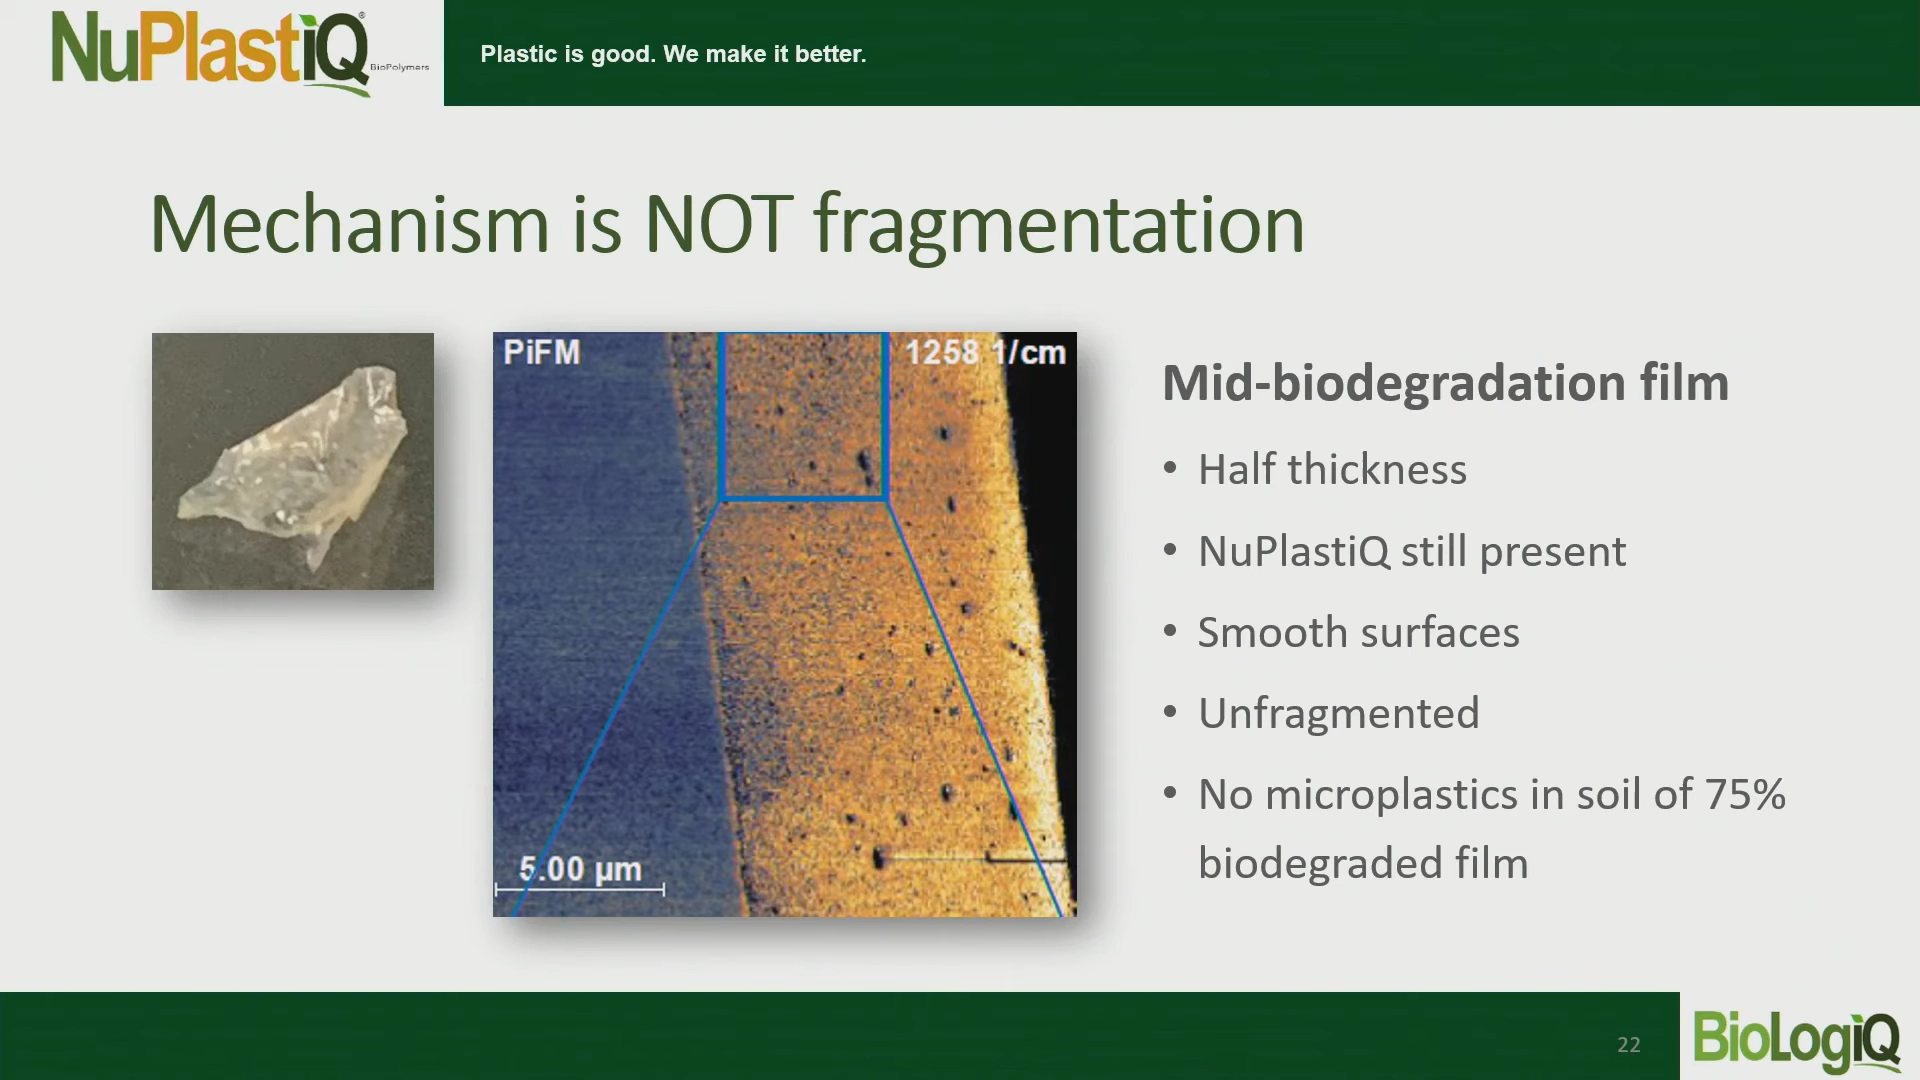 NuPlastiQ®
BioPolymers
Plastic is good. We make it better.
Mechanism is NOT fragmentation
PiFM
1258 1/cm
5.00 µm
Mid-biodegradation film
• Half thickness
• NuPlastiQ still present
• Smooth surfaces
• Unfragmented
• No microplastics in soil of 75%
biodegraded film
22
BioLogiQ